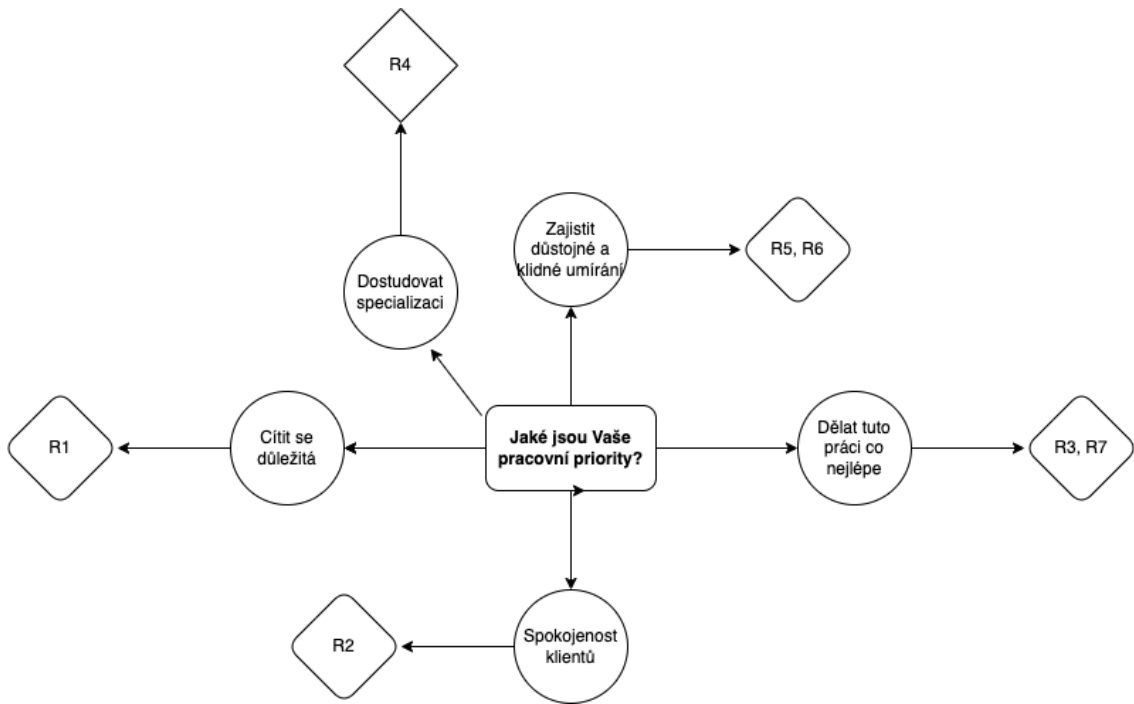 R4
Zajistit
důstojné a
klidné umírání
R5, R6
Dostudovat
specializaci
R1
Cítit se
důležitá
Jaké jsou Vaše
pracovní priority?
Dělat tuto
práci co
nejlépe
R3, R7
R2
Spokojenost
klientů